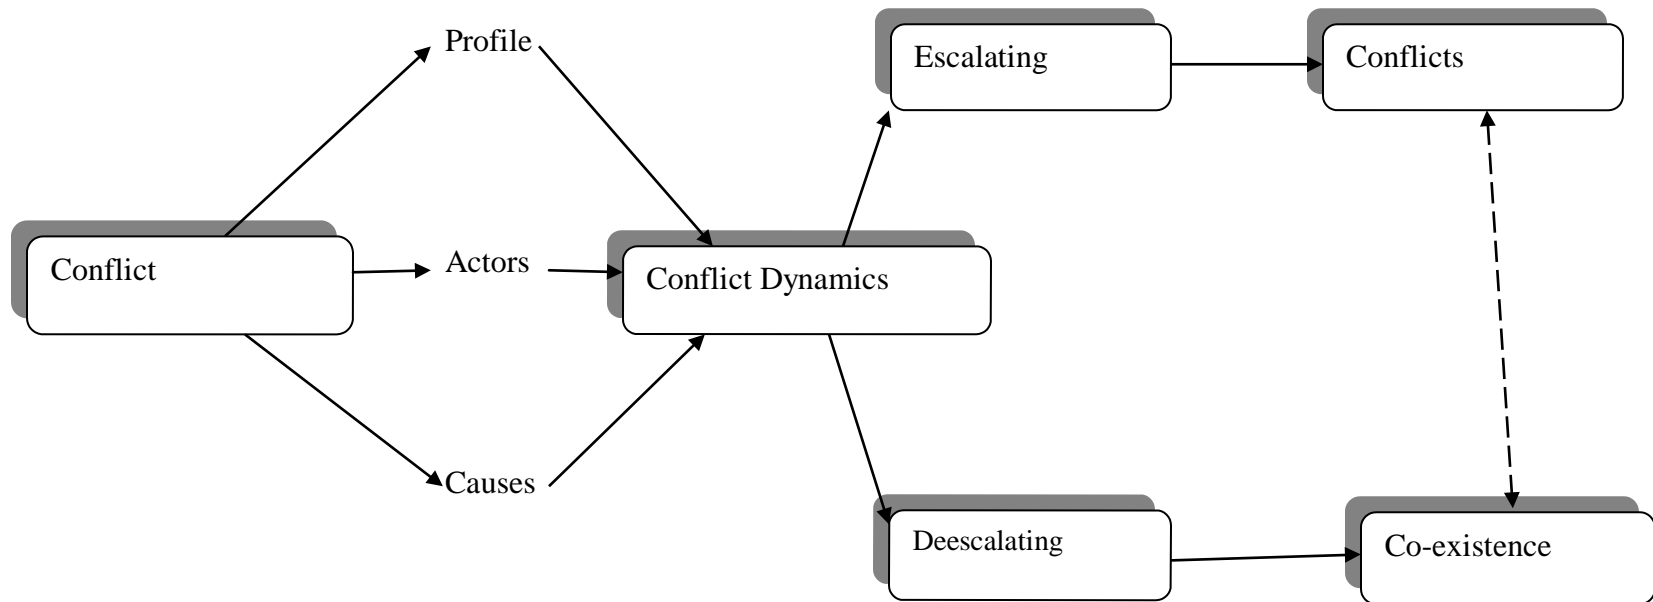 Profile
Escalating
Conflicts
Conflict
Actors
Conflict Dynamics
Causes
Deescalating
Co-existence